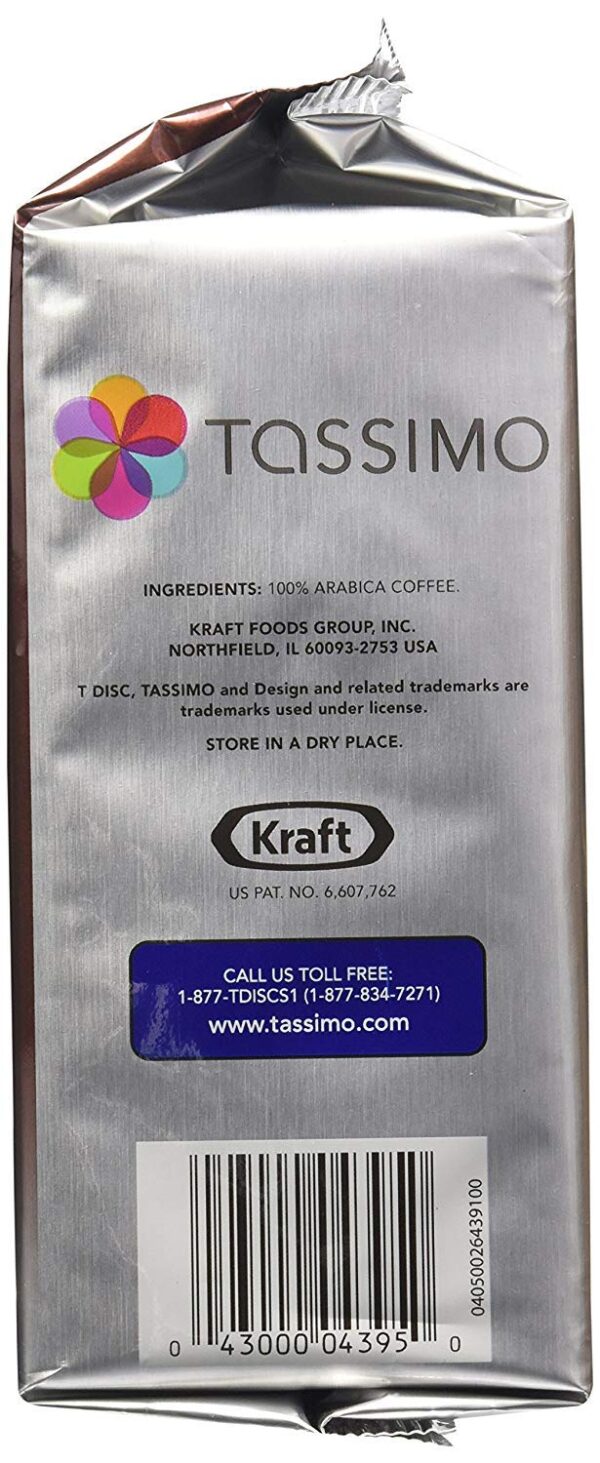 TASSIMO
INGREDIENTS: 100% ARABICA COFFEE.
KRAFT FOODS GROUP, INC.
NORTHFIELD, IL 60093-2753 USA
T DISC, TASSIMO and Design and related trademarks are
trademarks used under license.
STORE IN A DRY PLACE.
Kraft
US PAT. NO. 6,607,762
CALL US TOLL FREE:
1-877-TDISCS1 (1-877-834-7271)
www.tassimo.com
04050026439100
0 43000 04395 0